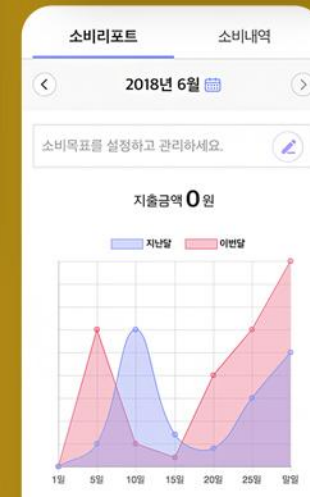 소비리포트 소비내역
2018년 6월
소비목표를 설정하고 관리하세요.
지출금액 0 원
지난달 이번달
1일 5일 10일 15일 20일 25일 말일